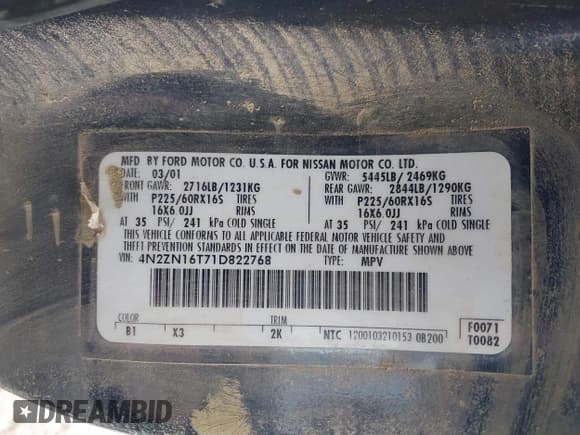 MFD BY FORD MOTOR CO. U.S.A. FOR NISSAN MOTOR CO. LTD.
DATE: 03/01 GVWR: 5445LB/ 2469KG
FRONT GAWR: 2716LB/1231KG REAR GAWR: 2844LB/1290KG
WITH P225/60RX16S TIRES WITH P225/60RX16S TIRES
16X6.0JJ RIMS 16X6.0JJ RIMS
AT 35 PSI/ 241 kPa COLD SINGLE AT 35 PSI/ 241 kPa COLD SINGLE
THIS VEHICLE CONFORMS TO ALL APPLICABLE FEDERAL MOTOR VEHICLE SAFETY AND
THEFT PREVENTION STANDARDS IN EFFECT ON THE DATE OF MANUFACTURE SHOWN ABOVE.
VIN: 4N2ZN16T71D822768 TYPE: MPV
COLOR TRIM
B1 X3 2K NTC 1200103210153 0B200
F0071
T0082
DREAMBID